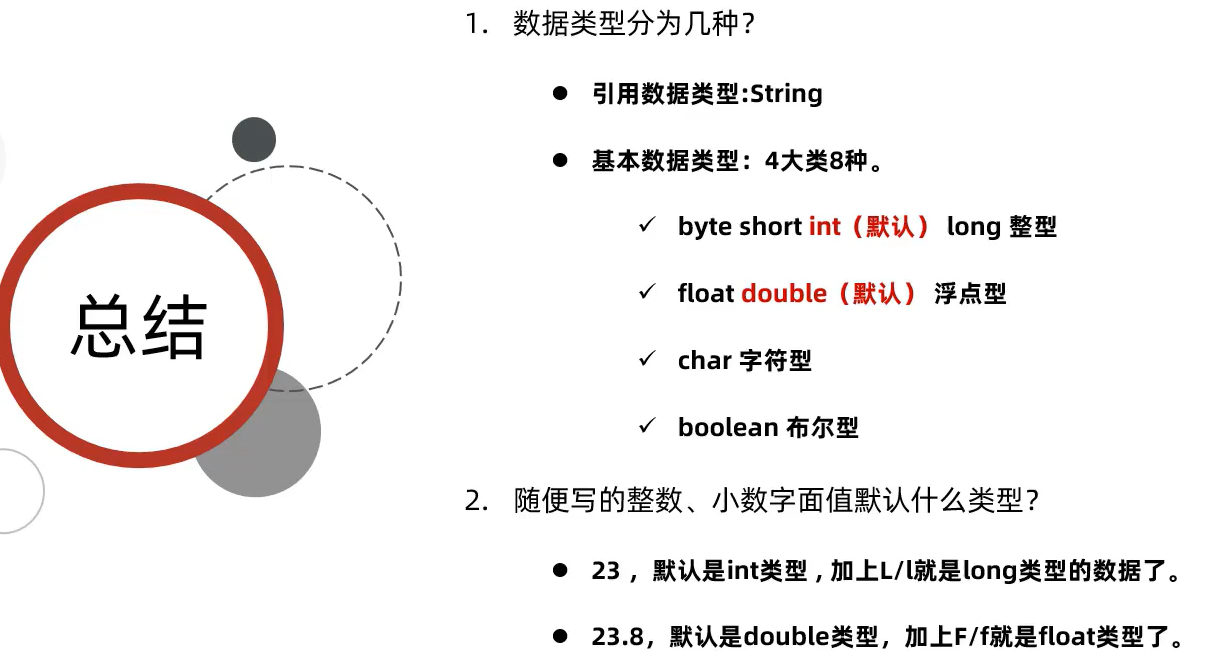 总结
1. 数据类型分为几种？
● 引用数据类型:String
● 基本数据类型：4大类8种。
✓ byte short int（默认） long 整型
✓ float double（默认） 浮点型
✓ char 字符型
✓ boolean 布尔型
2. 随便写的整数、小数字面值默认什么类型？
● 23 ，默认是int类型 , 加上L/l就是long类型的数据了。
● 23.8，默认是double类型，加上F/f就是float类型了。